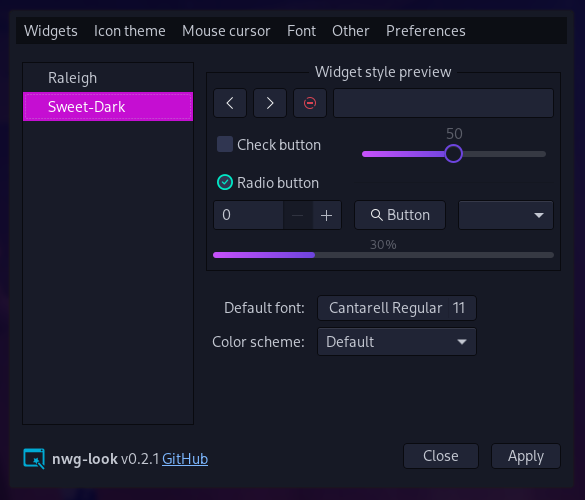 Widgets Icon theme Mouse cursor Font Other Preferences
Raleigh
Sweet-Dark
Widget style preview
50
Check button
Radio button
0 Button
30%
Default font: Cantarell Regular 11
Color scheme: Default
nwg-look v0.2.1 GitHub Close Apply